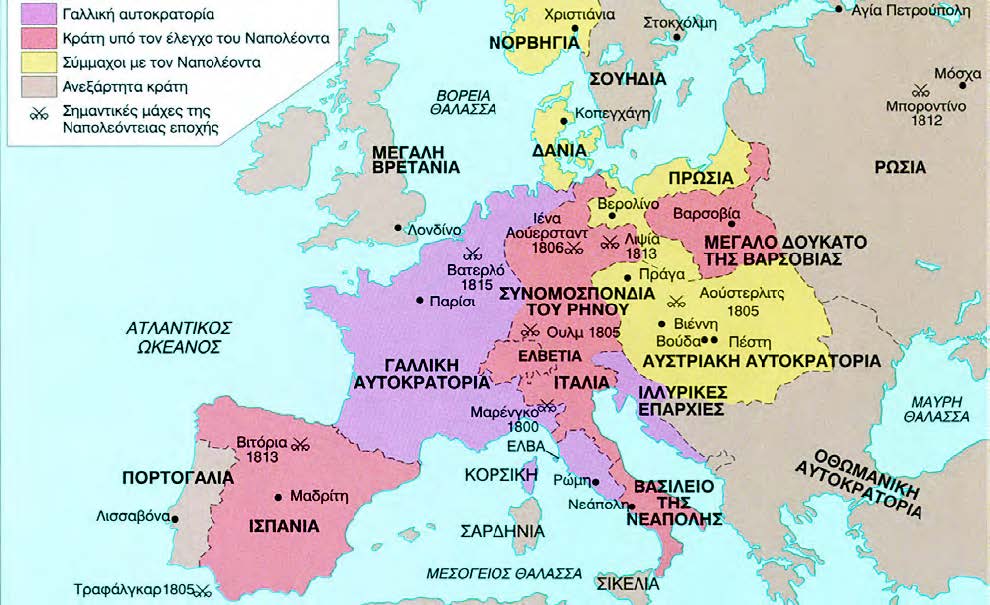 Γαλλική αυτοκρατορία
Κράτη υπό τον έλεγχο του Ναπολέοντα
Σύμμαχοι με τον Ναπολέοντα
Ανεξάρτητα κράτη
Σημαντικές μάχες της
Ναπολεόντειας εποχής
Χριστιάνια
ΝΟΡΒΗΓΙΑ
Στοκχόλμη
ΣΟΥΗΔΙΑ
Αγία Πετρούπολη
Μόσχα
Μποροντίνο
1812
ΡΩΣΙΑ
ΒΟΡΕΙΑ
ΘΑΛΑΣΣΑ
Κοπεγχάγη
ΔΑΝΙΑ
ΜΕΓΑΛΗ
ΒΡΕΤΑΝΙΑ
Λονδίνο
ΠΡΩΣΙΑ
Βερολίνο
Βαρσοβία
ΜΕΓΑΛΟ ΔΟΥΚΑΤΟ
ΤΗΣ ΒΑΡΣΟΒΙΑΣ
Ιένα
Αούερσταντ
1806
Λιψία
1813
Βατερλό
1815
Παρίσι
Πράγα
ΣΥΝΟΜΟΣΠΟΝΔΙΑ
ΤΟΥ ΡΗΝΟΥ
Αούστερλιτς
1805
Ουλμ 1805
Βιέννη
Βούδα
Πέστη
ΑΥΣΤΡΙΑΚΗ ΑΥΤΟΚΡΑΤΟΡΙΑ
ΑΤΛΑΝΤΙΚΟΣ
ΩΚΕΑΝΟΣ
ΓΑΛΛΙΚΗ
ΑΥΤΟΚΡΑΤΟΡΙΑ
ΕΛΒΕΤΙΑ
ΙΤΑΛΙΑ
ΙΛΛΥΡΙΚΕΣ
ΕΠΑΡΧΙΕΣ
Μαρένγκο
1800
ΜΑΥΡΗ
ΘΑΛΑΣΣΑ
ΕΛΒΑ
ΚΟΡΣΙΚΗ
Ρώμη
Νεάπολη
ΒΑΣΙΛΕΙΟ
ΤΗΣ
ΝΕΑΠΟΛΗΣ
ΟΘΩΜΑΝΙΚΗ
ΑΥΤΟΚΡΑΤΟΡΙΑ
Βιτόρια
1813
ΠΟΡΤΟΓΑΛΙΑ
Λισσαβόνα
Μαδρίτη
ΙΣΠΑΝΙΑ
ΣΑΡΔΗΝΙΑ
ΜΕΣΟΓΕΙΟΣ ΘΑΛΑΣΣΑ
ΣΙΚΕΛΙΑ
Τραφάλγκαρ 1805